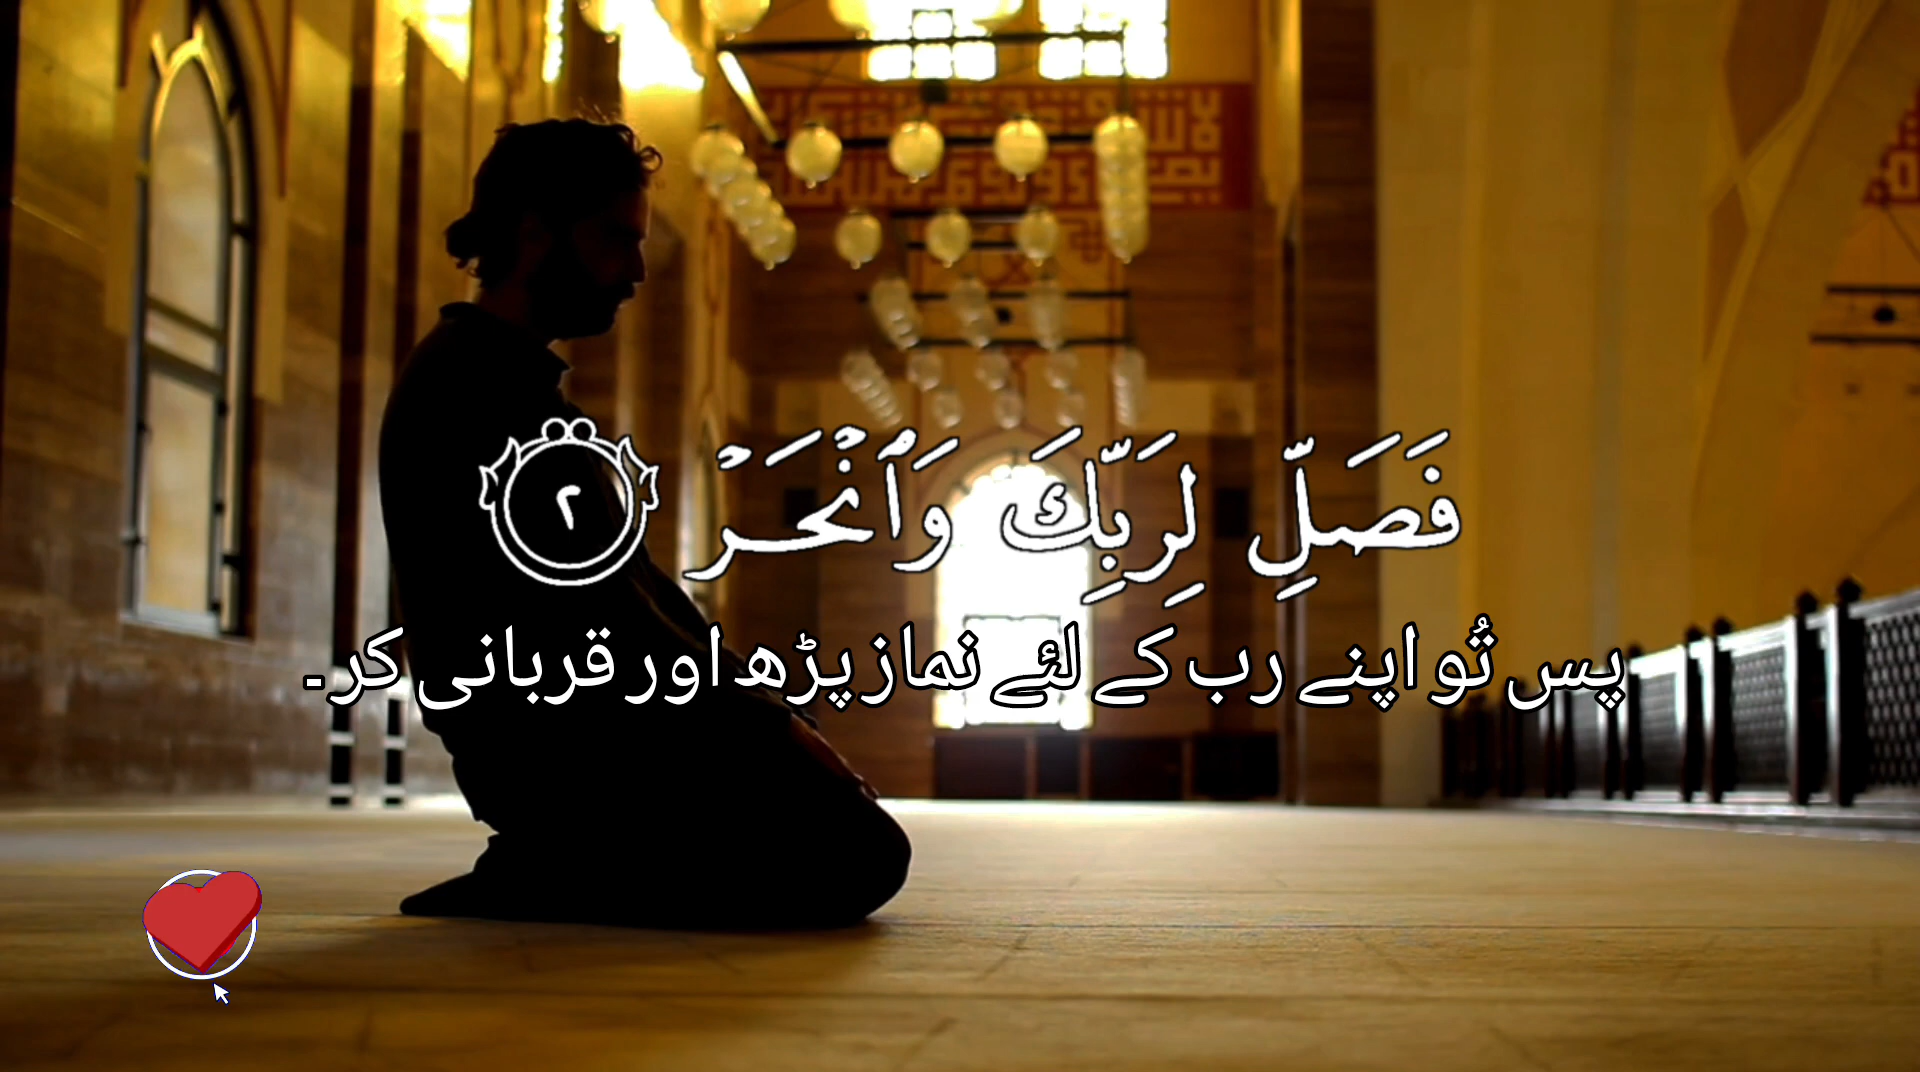 فَصَلِّ لِرَبِّكَ وَٱنۡحَرۡ ٢
پس تُو اپنے رب کے لئے نماز پڑھ اور قربانی کر۔